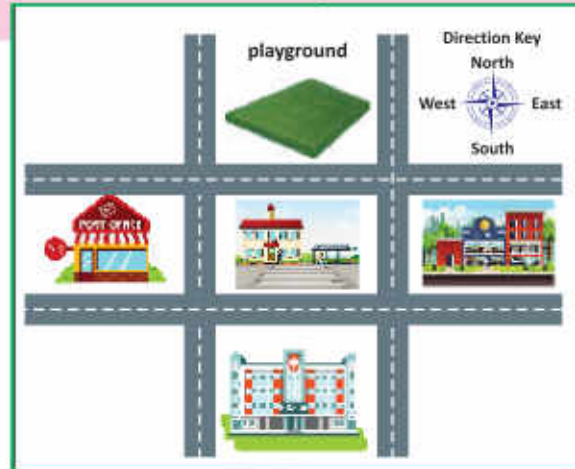 playground
Direction Key
North
West
East
South
POST OFFICE